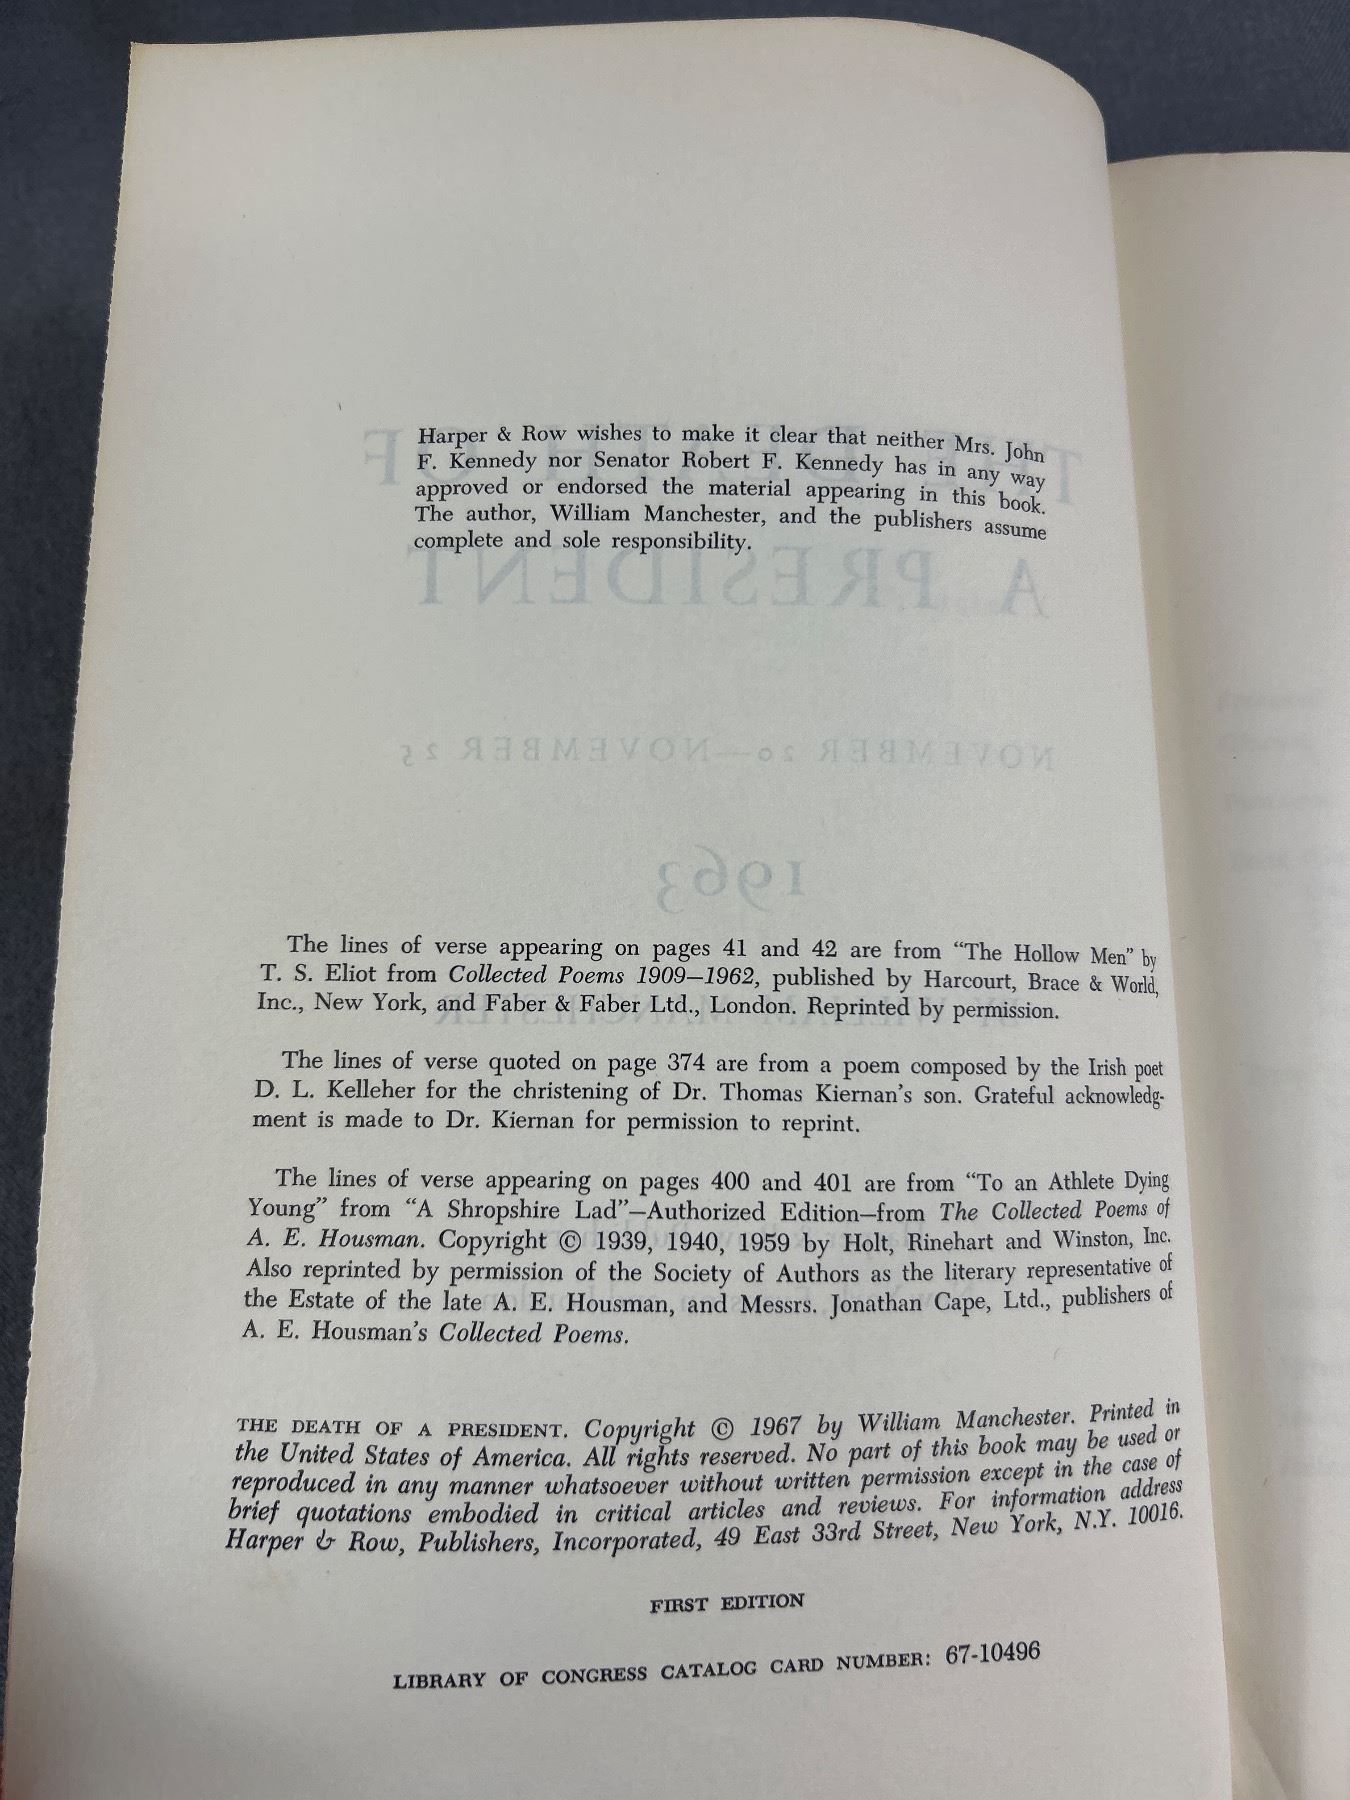 Harper & Row wishes to make it clear that neither Mrs. John
F. Kennedy nor Senator Robert F. Kennedy has in any way
approved or endorsed the material appearing in this book.
The author, William Manchester, and the publishers assume
complete and sole responsibility.
A PRESIDENT
NOVEMBER 20—NOVEMBER 25
1963
The lines of verse appearing on pages 41 and 42 are from “The Hollow Men” by
T. S. Eliot from Collected Poems 1909–1962, published by Harcourt, Brace & World,
Inc., New York, and Faber & Faber Ltd., London. Reprinted by permission.
The lines of verse quoted on page 374 are from a poem composed by the Irish poet
D. L. Kelleher for the christening of Dr. Thomas Kiernan’s son. Grateful acknowledg-
ment is made to Dr. Kiernan for permission to reprint.
The lines of verse appearing on pages 400 and 401 are from “To an Athlete Dying
Young” from “A Shropshire Lad”—Authorized Edition—from The Collected Poems of
A. E. Housman. Copyright © 1939, 1940, 1959 by Holt, Rinehart and Winston, Inc.
Also reprinted by permission of the Society of Authors as the literary representative of
the Estate of the late A. E. Housman, and Messrs. Jonathan Cape, Ltd., publishers of
A. E. Housman’s Collected Poems.
THE DEATH OF A PRESIDENT. Copyright © 1967 by William Manchester. Printed in
the United States of America. All rights reserved. No part of this book may be used or
reproduced in any manner whatsoever without written permission except in the case of
brief quotations embodied in critical articles and reviews. For information address
Harper & Row, Publishers, Incorporated, 49 East 33rd Street, New York, N.Y. 10016.
FIRST EDITION
LIBRARY OF CONGRESS CATALOG CARD NUMBER: 67-10496